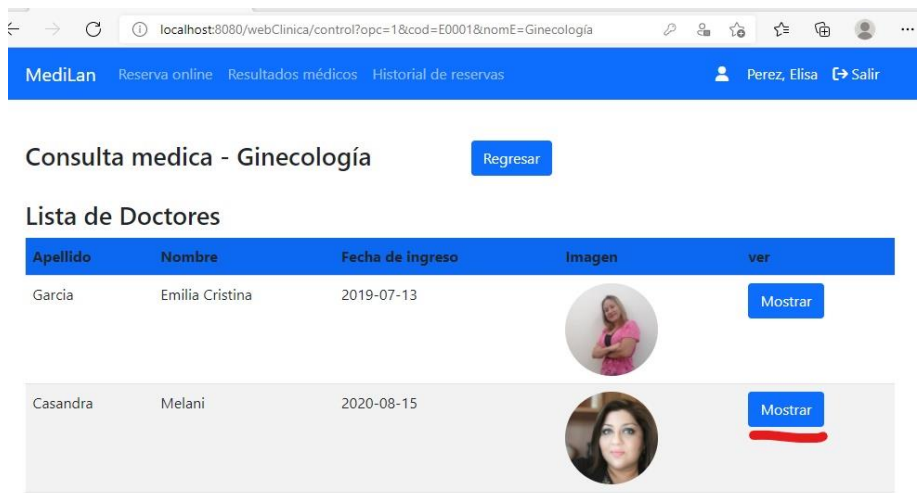 localhost:8080/webClinica/control?opc=1&cod=E0001&nomE=Ginecología
MediLan Reserva online Resultados médicos Historial de reservas Perez, Elisa Salir
Consulta medica - Ginecología Regresar
Lista de Doctores
Apellido Nombre Fecha de ingreso Imagen ver
Garcia Emilia Cristina 2019-07-13 Mostrar
Casandra Melani 2020-08-15 Mostrar